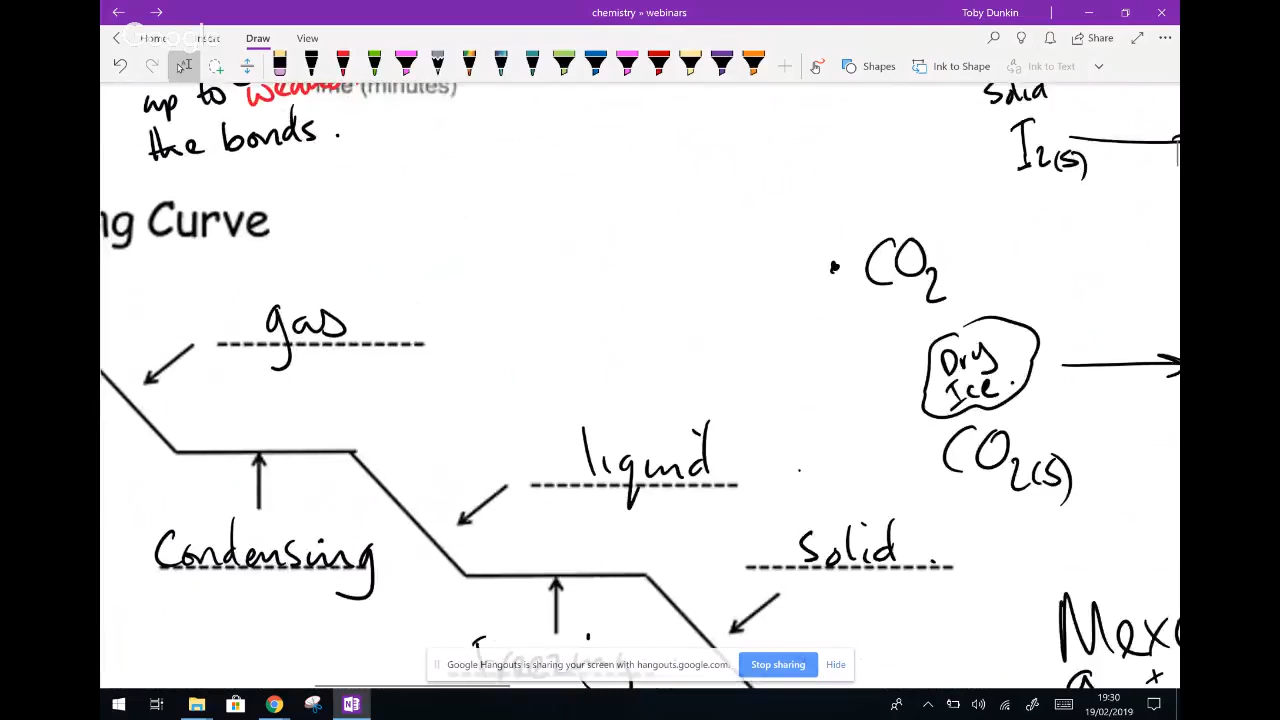 chemistry » webinars
Toby Dunkin
Google
Home
Insert
Draw
View
Share
Shapes
Ink to Shape
Ink to Text
up to
(minutes)
the bonds.
solid
I2(s)
ng Curve
CO2
gas
Dry
Ice.
liquid
CO2(s)
Condensing
solid.
Google Hangouts is sharing your screen with hangouts.google.com.
Stop sharing
Hide
19:30
19/02/2019